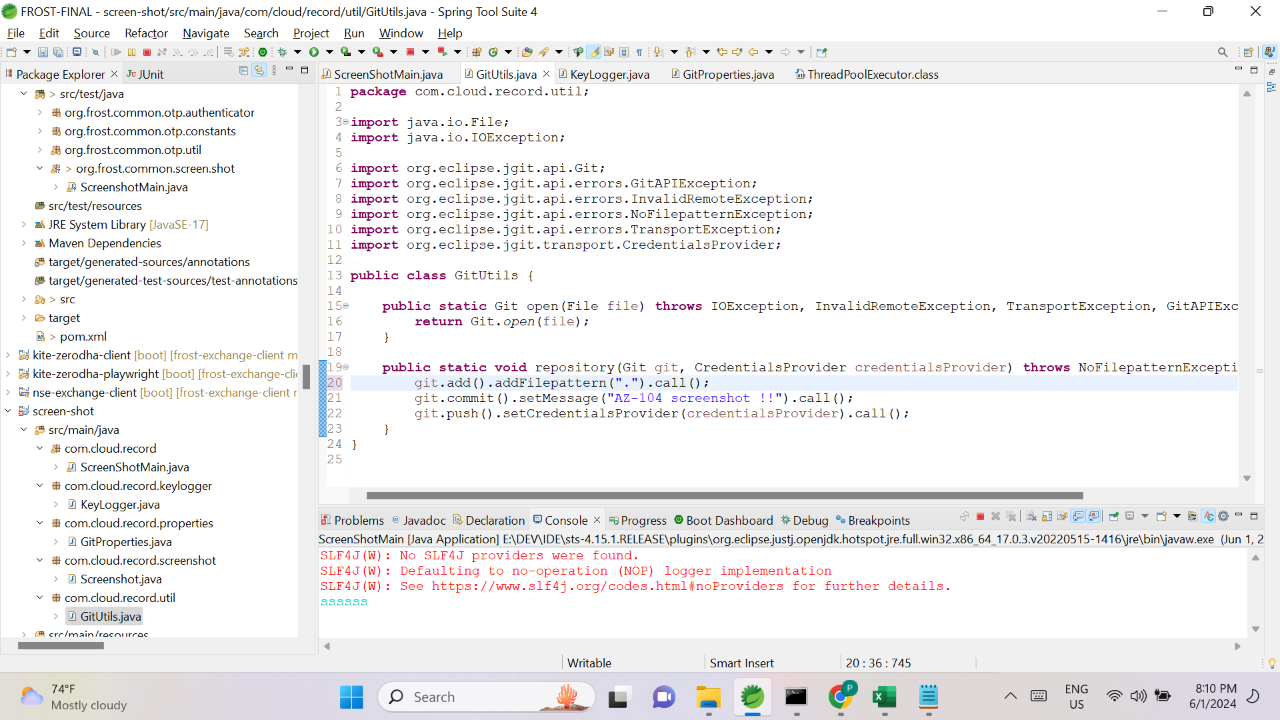 FROST-FINAL - screen-shot/src/main/java/com/cloud/record/util/GitUtils.java - Spring Tool Suite 4
File Edit Source Refactor Navigate Search Project Run Window Help
Package Explorer JUnit
> src/test/java
org.frost.common.otp.authenticator
org.frost.common.otp.constants
org.frost.common.otp.util
> org.frost.common.screen.shot
ScreenshotMain.java
src/test/resources
JRE System Library [JavaSE-17]
Maven Dependencies
target/generated-sources/annotations
target/generated-test-sources/test-annotations
> src
target
> pom.xml
kite-zerodha-client [boot] [frost-exchange-client m
kite-zerodha-playwright [boot] [frost-exchange-cli
nse-exchange-client [boot] [frost-exchange-client r
screen-shot
src/main/java
com.cloud.record
ScreenShotMain.java
com.cloud.record.keylogger
KeyLogger.java
com.cloud.record.properties
GitProperties.java
com.cloud.record.screenshot
Screenshot.java
com.cloud.record.util
GitUtils.java
src/main/resources
ScreenShotMain.java GitUtils.java KeyLogger.java GitProperties.java ThreadPoolExecutor.class
1 package com.cloud.record.util;
2
3 import java.io.File;
4 import java.io.IOException;
5
6 import org.eclipse.jgit.api.Git;
7 import org.eclipse.jgit.api.errors.GitAPIException;
8 import org.eclipse.jgit.api.errors.InvalidRemoteException;
9 import org.eclipse.jgit.api.errors.NoFilepatternException;
10 import org.eclipse.jgit.api.errors.TransportException;
11 import org.eclipse.jgit.transport.CredentialsProvider;
12
13 public class GitUtils {
14
15 public static Git open(File file) throws IOException, InvalidRemoteException, TransportException, GitAPIExc
16 return Git.open(file);
17 }
18
19 public static void repository(Git git, CredentialsProvider credentialsProvider) throws NoFilepatternExcepti
20 git.add().addFilepattern(".").call();
21 git.commit().setMessage("AZ-104 screenshot !!").call();
22 git.push().setCredentialsProvider(credentialsProvider).call();
23 }
24 }
25
Problems Javadoc Declaration Console Progress Boot Dashboard Debug Breakpoints
ScreenShotMain [Java Application] E:\DEV\IDE\sts-4.15.1.RELEASE\plugins\org.eclipse.justj.openjdk.hotspot.jre.full.win32.x86_64_17.0.3.v20220515-1416\jre\bin\javaw.exe (Jun 1, 2
SLF4J(W): No SLF4J providers were found.
SLF4J(W): Defaulting to no-operation (NOP) logger implementation
SLF4J(W): See https://www.slf4j.org/codes.html#noProviders for further details.
ssssss
Writable Smart Insert 20 : 36 : 745
74°F
Mostly cloudy
Search
P
ENG
US
8:10 PM
6/1/2024